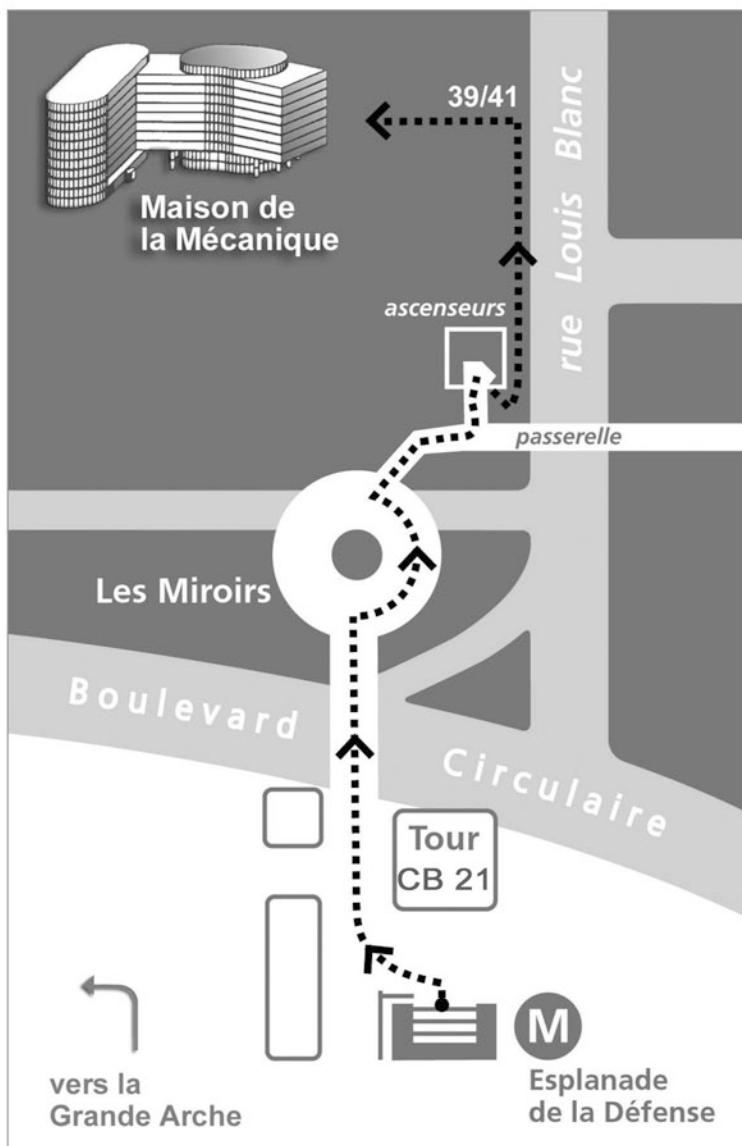 39/41
rue Louis Blanc
Maison de
la Mécanique
ascenseurs
passerelle
Les Miroirs
Boulevard
Circulaire
Tour
CB 21
M
Esplanade
de la Défense
vers la
Grande Arche